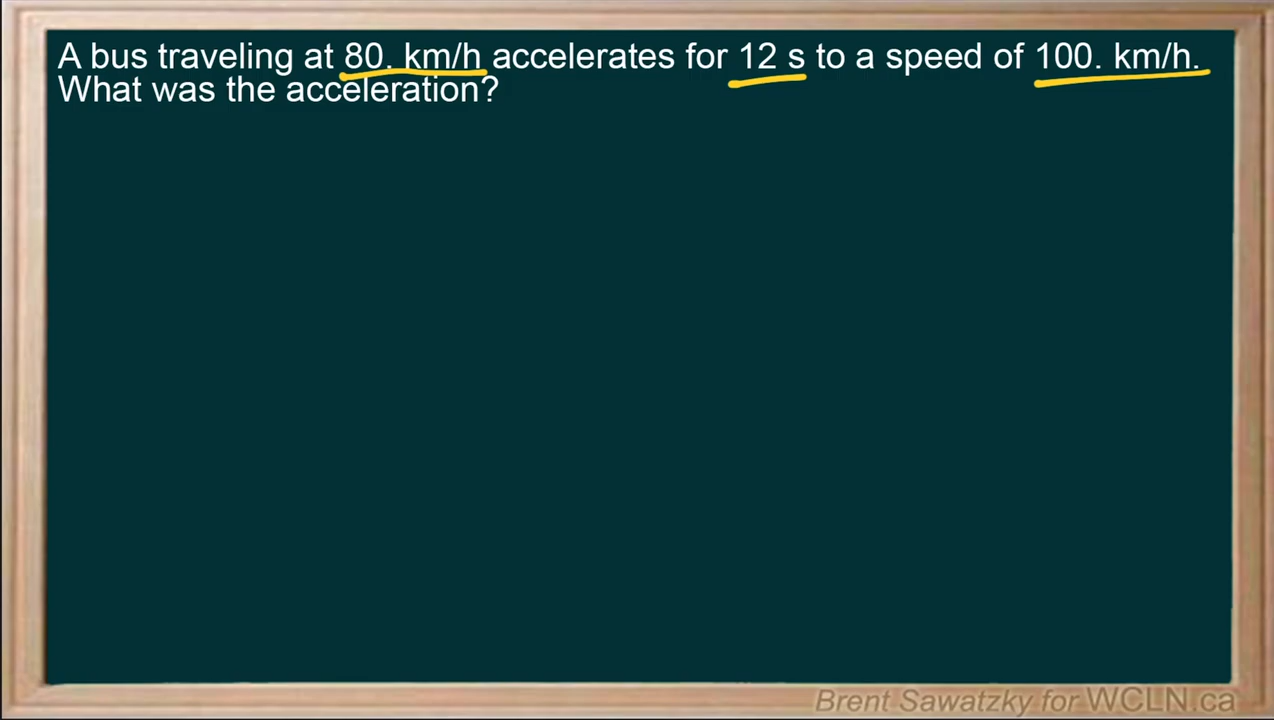 A bus traveling at 80. km/h accelerates for 12 s to a speed of 100. km/h.
What was the acceleration?
Brent Sawatzky for WCLN.ca